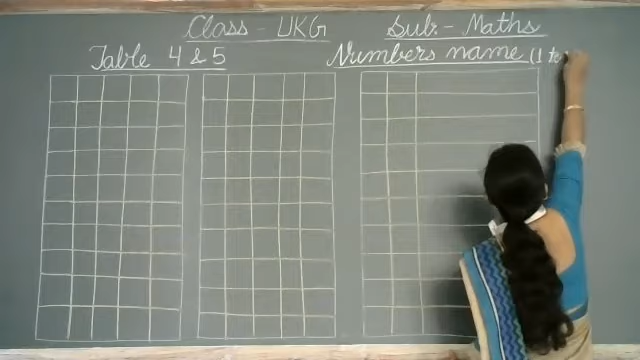 Class - UKG Sub. - Maths
Table 4 & 5 Numbers name (1 to